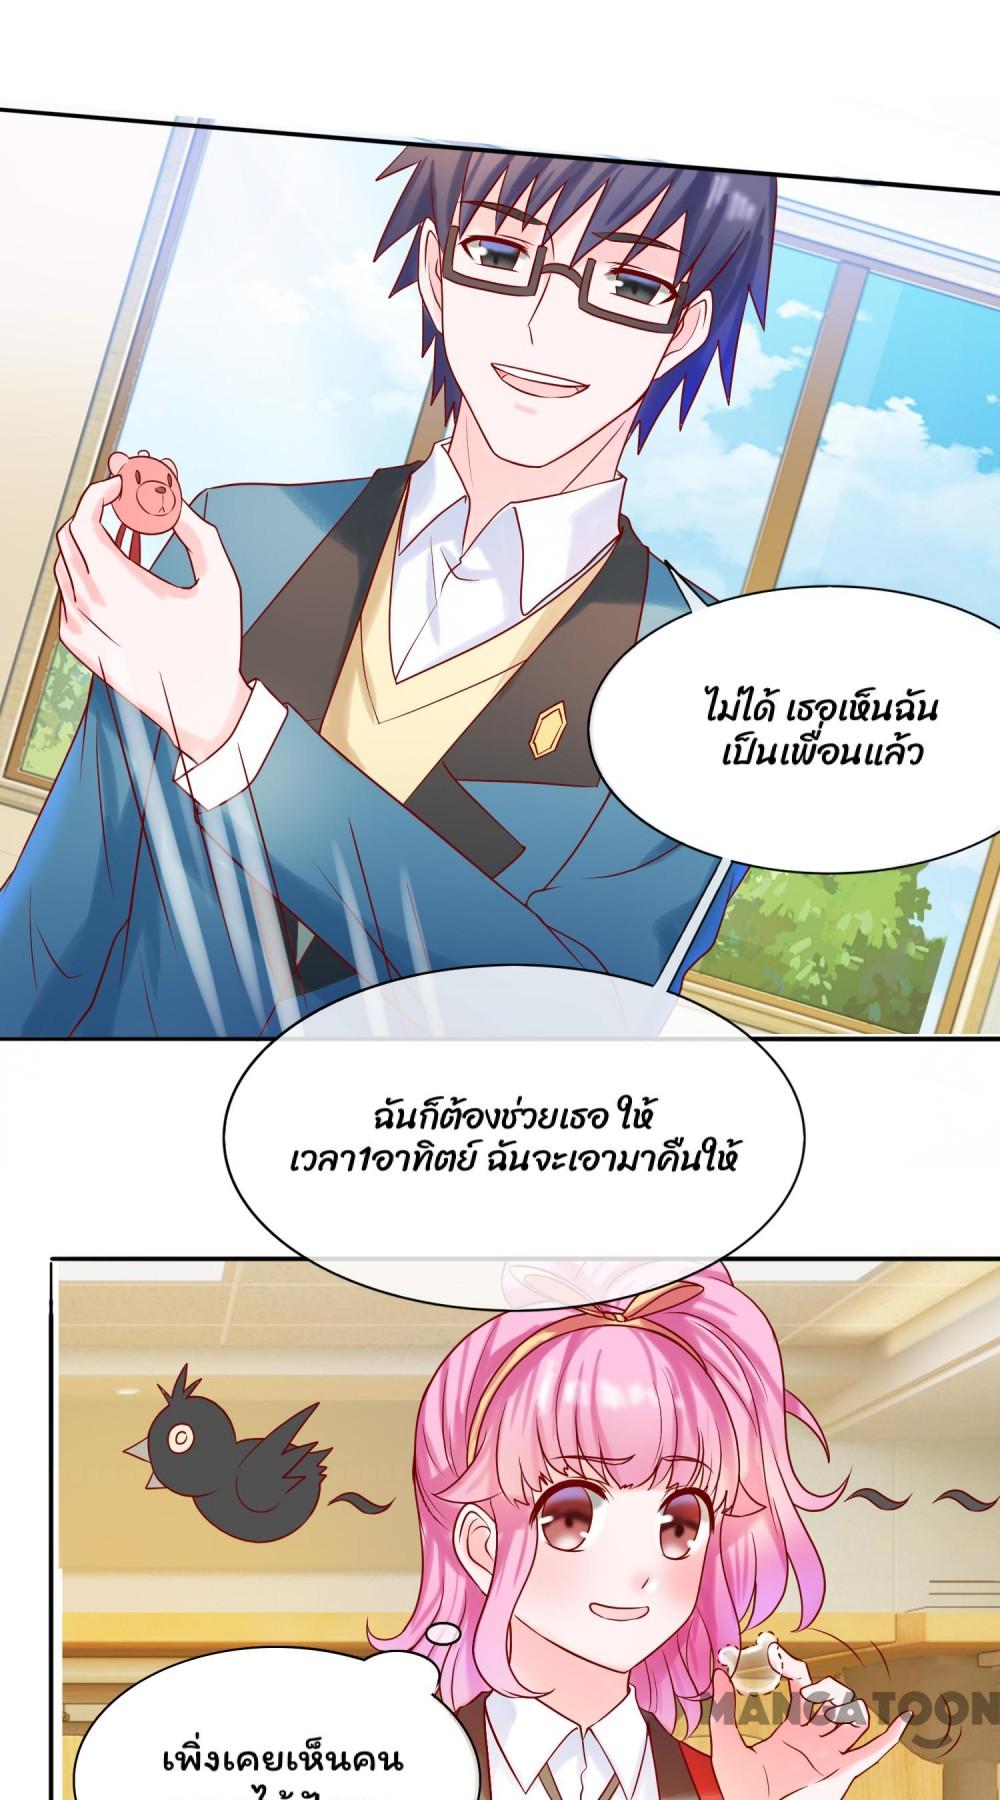 ไม่ได้ เธอเห็นฉัน
เป็นเพื่อนแล้ว
ฉันก็ต้องช่วยเธอ ให้
เวลา1อาทิตย์ ฉันจะเอามาคืนให้
MANGATOON
เพิ่งเคยเห็นคน